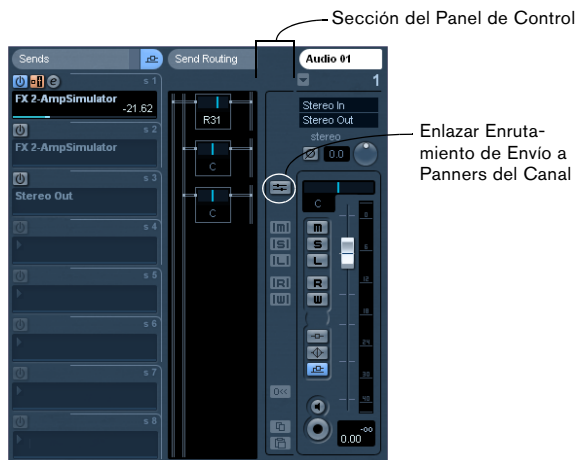 Sección del Panel de Control
Sends
Send Routing
Audio 01
e
s 1
1
FX 2-AmpSimulator
-21.62
R31
Stereo In
Stereo Out
stereo
0.0
s 2
FX 2-AmpSimulator
C
Enlazar Enruta-
miento de Envío a
Panners del Canal
s 3
Stereo Out
C
C
s 4
[M]
m
[S]
S
[L]
L
s 5
[R]
R
[W]
W
s 6
s 7
s 8
-oo
0.00